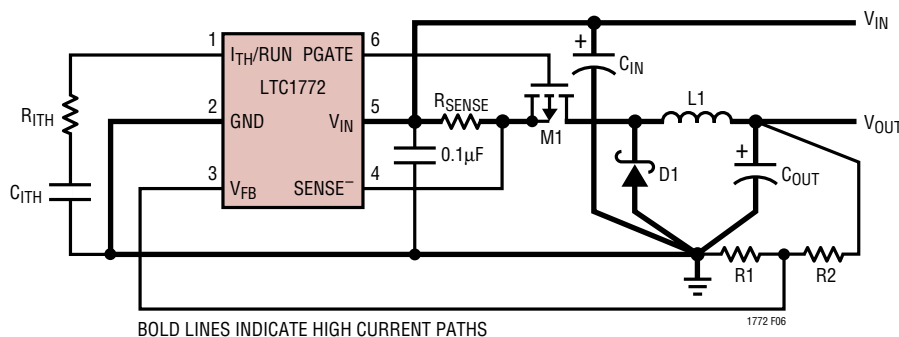 VIN
1
ITH/RUN PGATE
6
+
CIN
LTC1772
RITH
2
GND
VIN
5
RSENSE
M1
L1
VOUT
0.1µF
+
COUT
D1
CITH
3
VFB
SENSE–
4
R1
R2
BOLD LINES INDICATE HIGH CURRENT PATHS
1772 F06